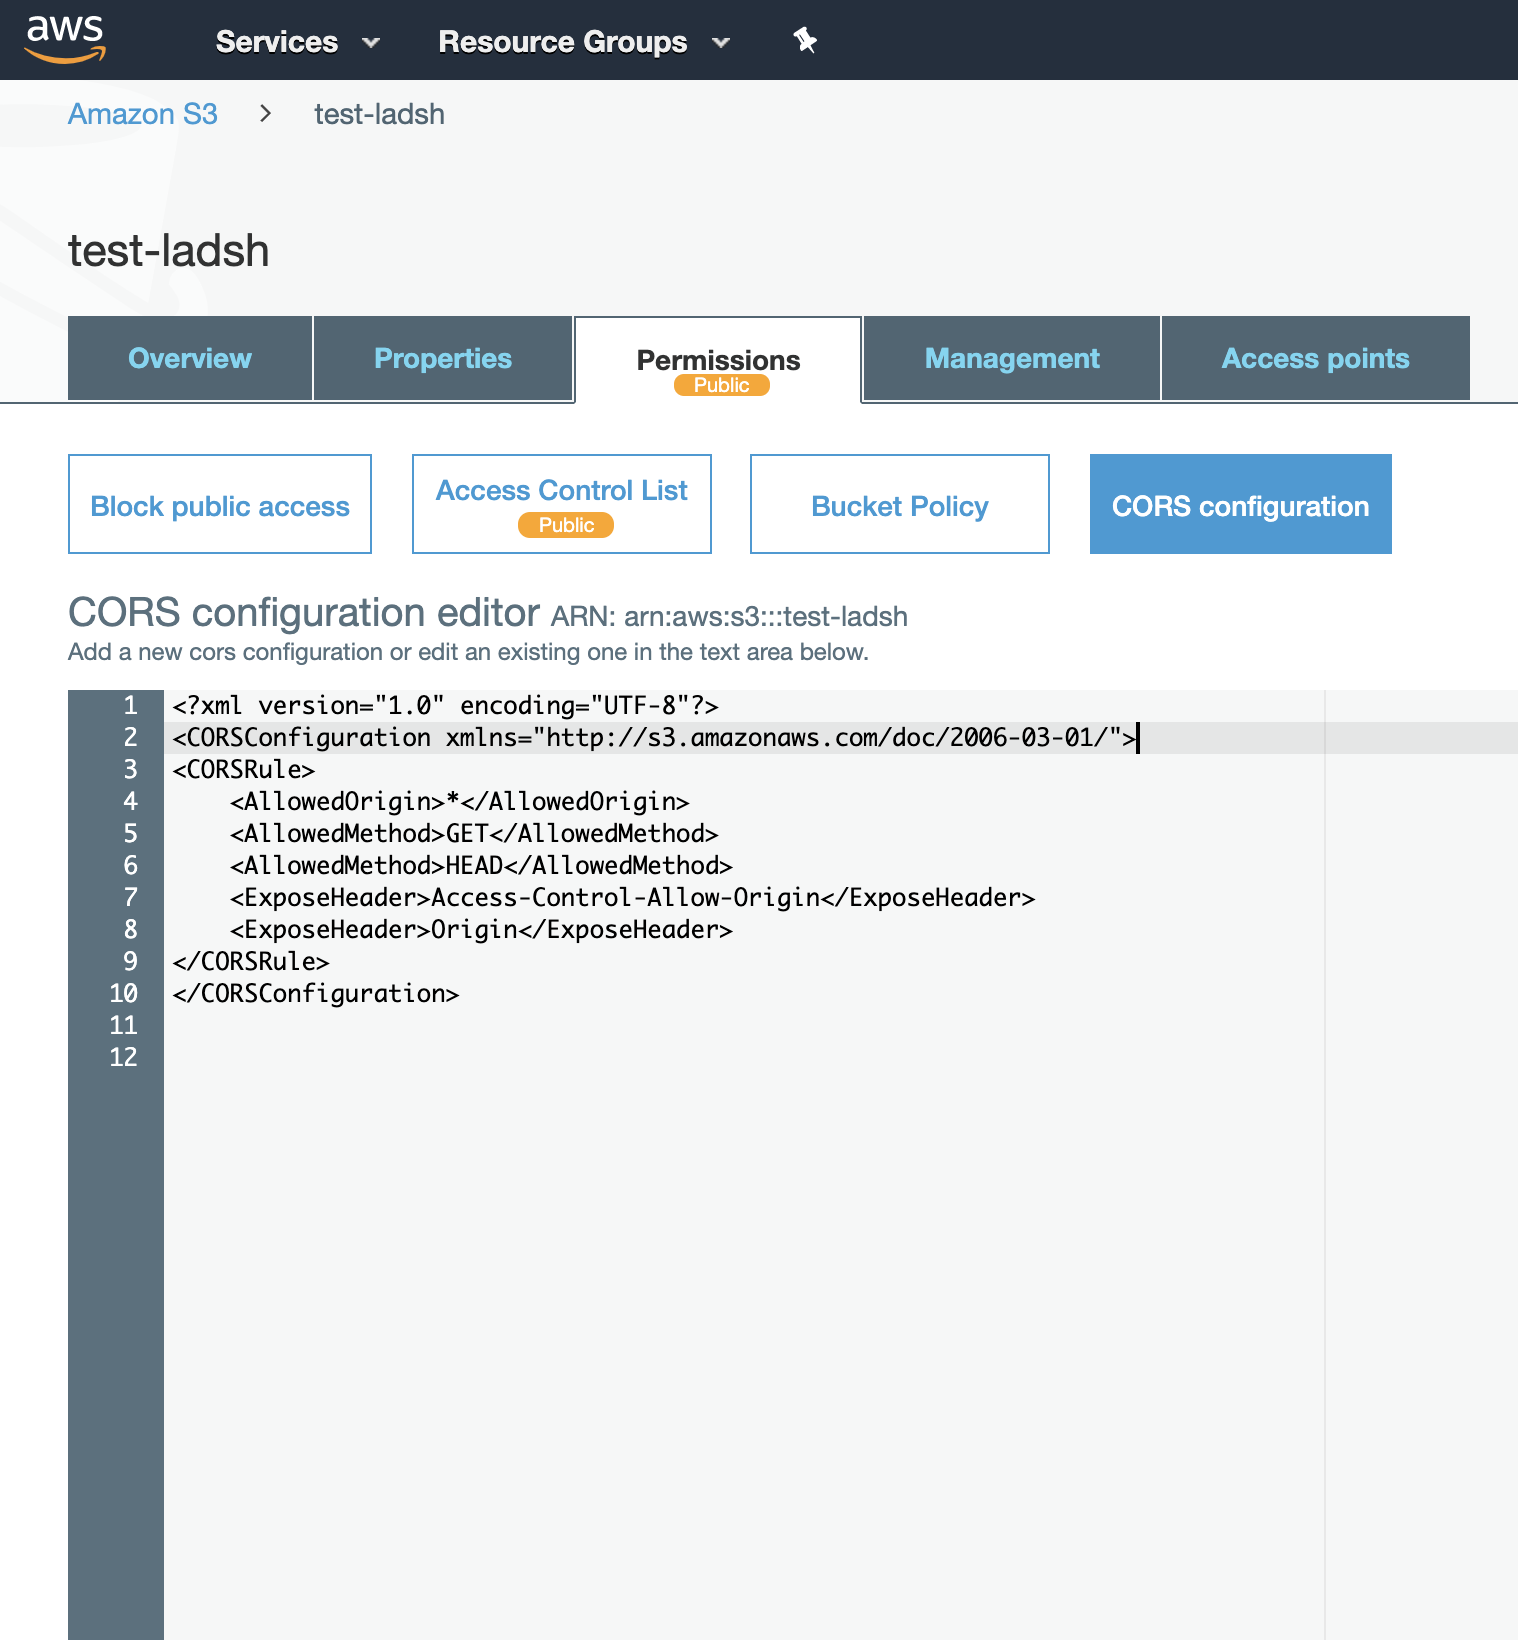 aws Services Resource Groups
Amazon S3 > test-ladsh
test-ladsh
Overview Properties Permissions Management Access points
Public
Block public access Access Control List Bucket Policy CORS configuration
Public
CORS configuration editor ARN: arn:aws:s3:::test-ladsh
Add a new cors configuration or edit an existing one in the text area below.
1 <?xml version="1.0" encoding="UTF-8"?>
2 <CORSConfiguration xmlns="http://s3.amazonaws.com/doc/2006-03-01/">
3 <CORSRule>
4     <AllowedOrigin>*</AllowedOrigin>
5     <AllowedMethod>GET</AllowedMethod>
6     <AllowedMethod>HEAD</AllowedMethod>
7     <ExposeHeader>Access-Control-Allow-Origin</ExposeHeader>
8     <ExposeHeader>Origin</ExposeHeader>
9 </CORSRule>
10 </CORSConfiguration>
11
12